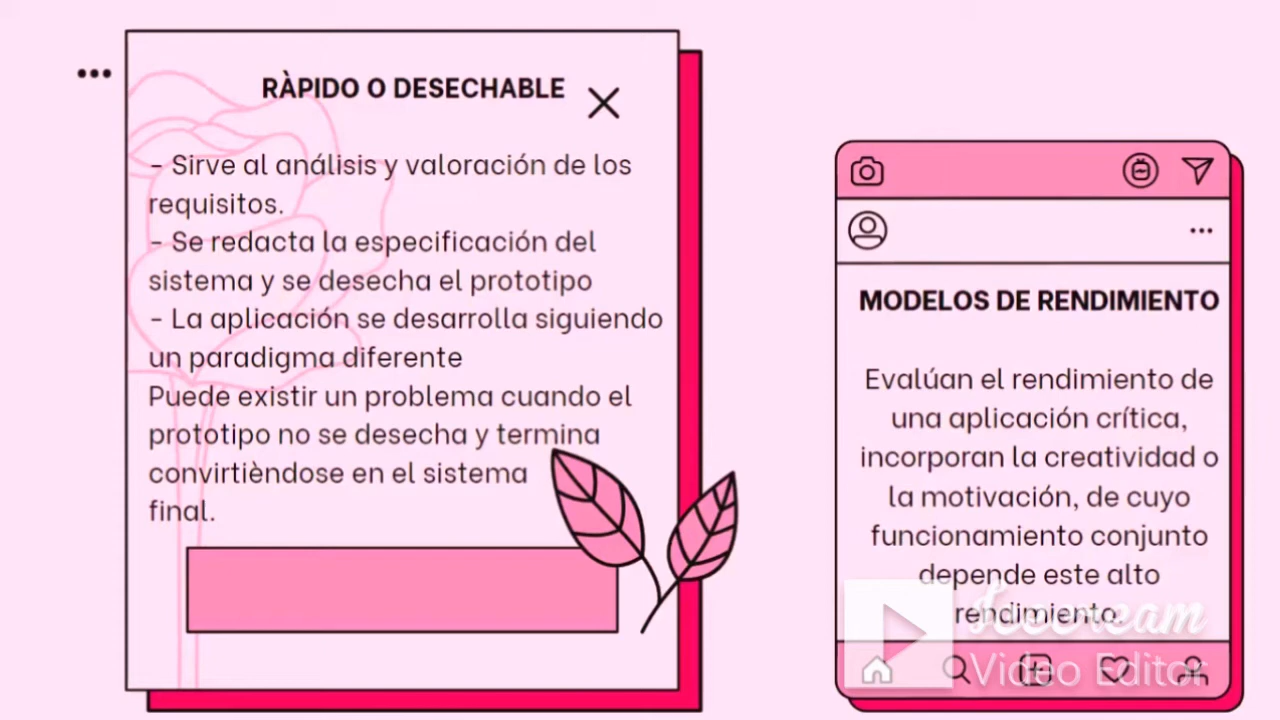 RÀPIDO O DESECHABLE
- Sirve al análisis y valoración de los
requisitos.
- Se redacta la especificación del
sistema y se desecha el prototipo
- La aplicación se desarrolla siguiendo
un paradigma diferente
Puede existir un problema cuando el
prototipo no se desecha y termina
convirtièndose en el sistema
final.
MODELOS DE RENDIMIENTO
Evalúan el rendimiento de
una aplicación crítica,
incorporan la creatividad o
la motivación, de cuyo
funcionamiento conjunto
depende este alto
rendimiento.
Icecream
Video Editor